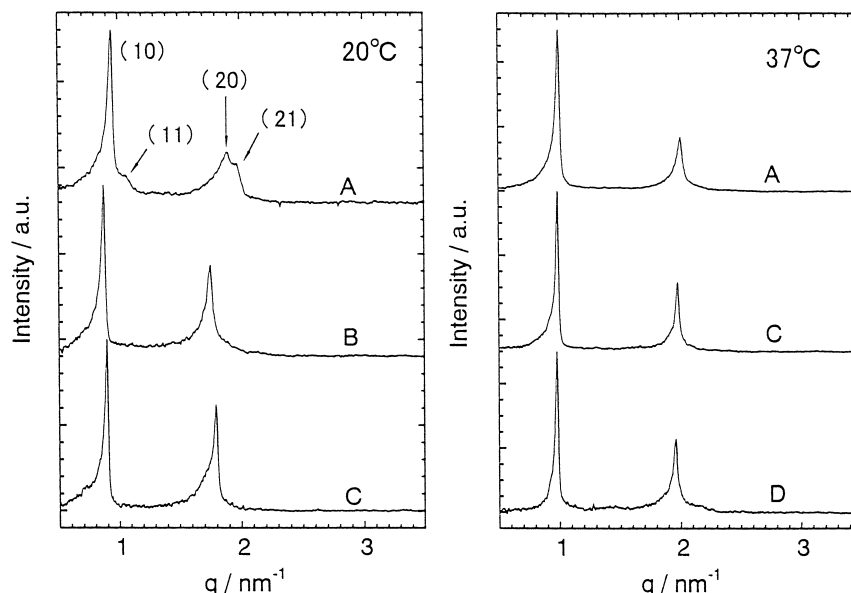 (10)
20°C
(20)
(21)
(11)
A
B
C
Intensity / a.u.
1 2 3
q / nm⁻¹
37°C
A
C
D
Intensity / a.u.
1 2 3
q / nm⁻¹